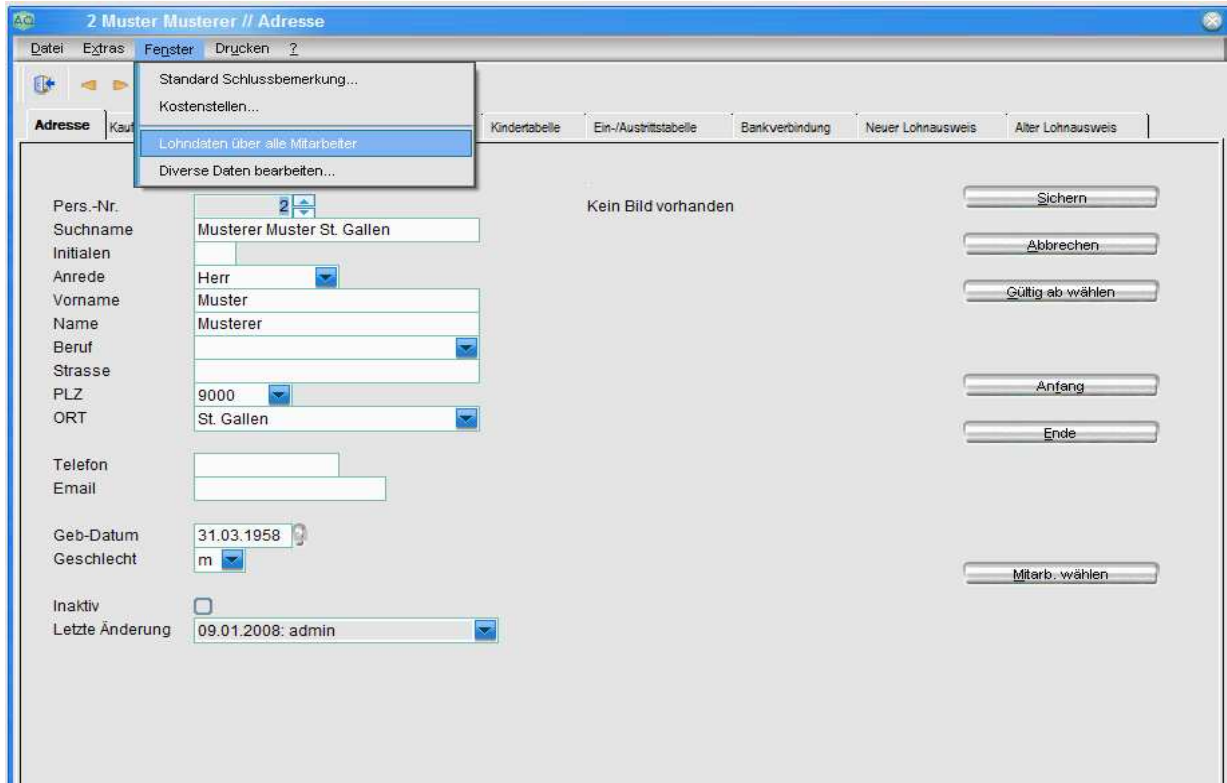 AQ 2 Muster Musterer // Adresse
Datei Extras Fenster Drucken ?
Standard Schlussbemerkung...
Kostenstellen...
Lohndaten über alle Mitarbeiter
Diverse Daten bearbeiten...
Adresse Kauf Kindertabelle Ein-/Austrittstabelle Bankverbindung Neuer Lohnausweis Alter Lohnausweis
Pers.-Nr. 2 Kein Bild vorhanden Sichern
Suchname Musterer Muster St. Gallen
Initialen Abbrechen
Anrede Herr
Vorname Muster Gültig ab wählen
Name Musterer
Beruf
Strasse
PLZ 9000 Anfang
ORT St. Gallen Ende
Telefon
Email
Geb-Datum 31.03.1958
Geschlecht m Mitarb. wählen
Inaktiv
Letzte Änderung 09.01.2008: admin